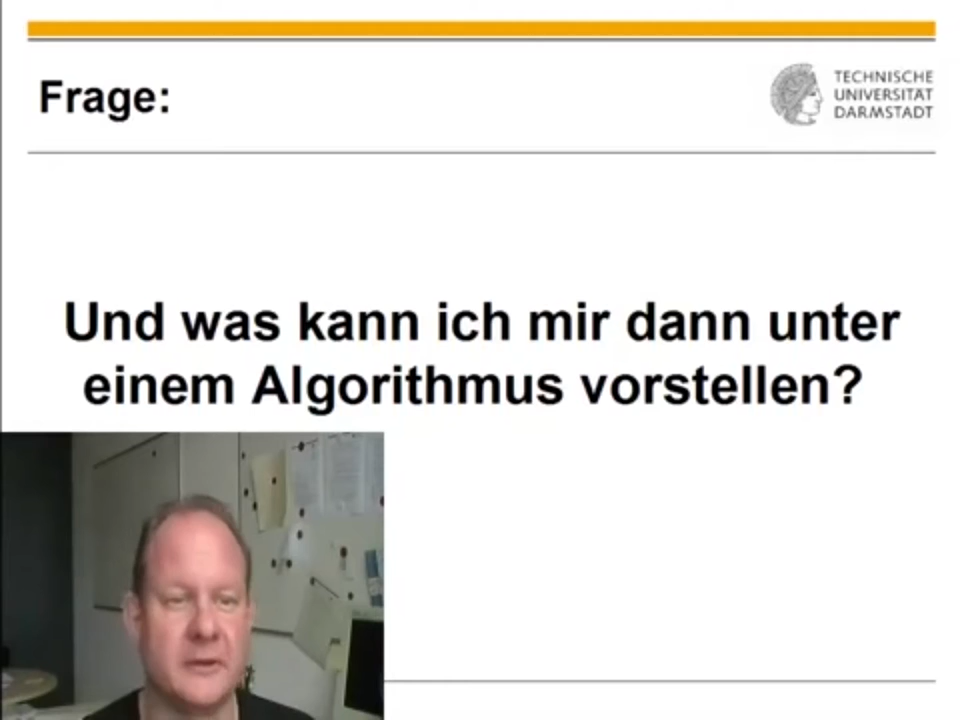 Frage:
TECHNISCHE
UNIVERSITÄT
DARMSTADT
Und was kann ich mir dann unter
einem Algorithmus vorstellen?